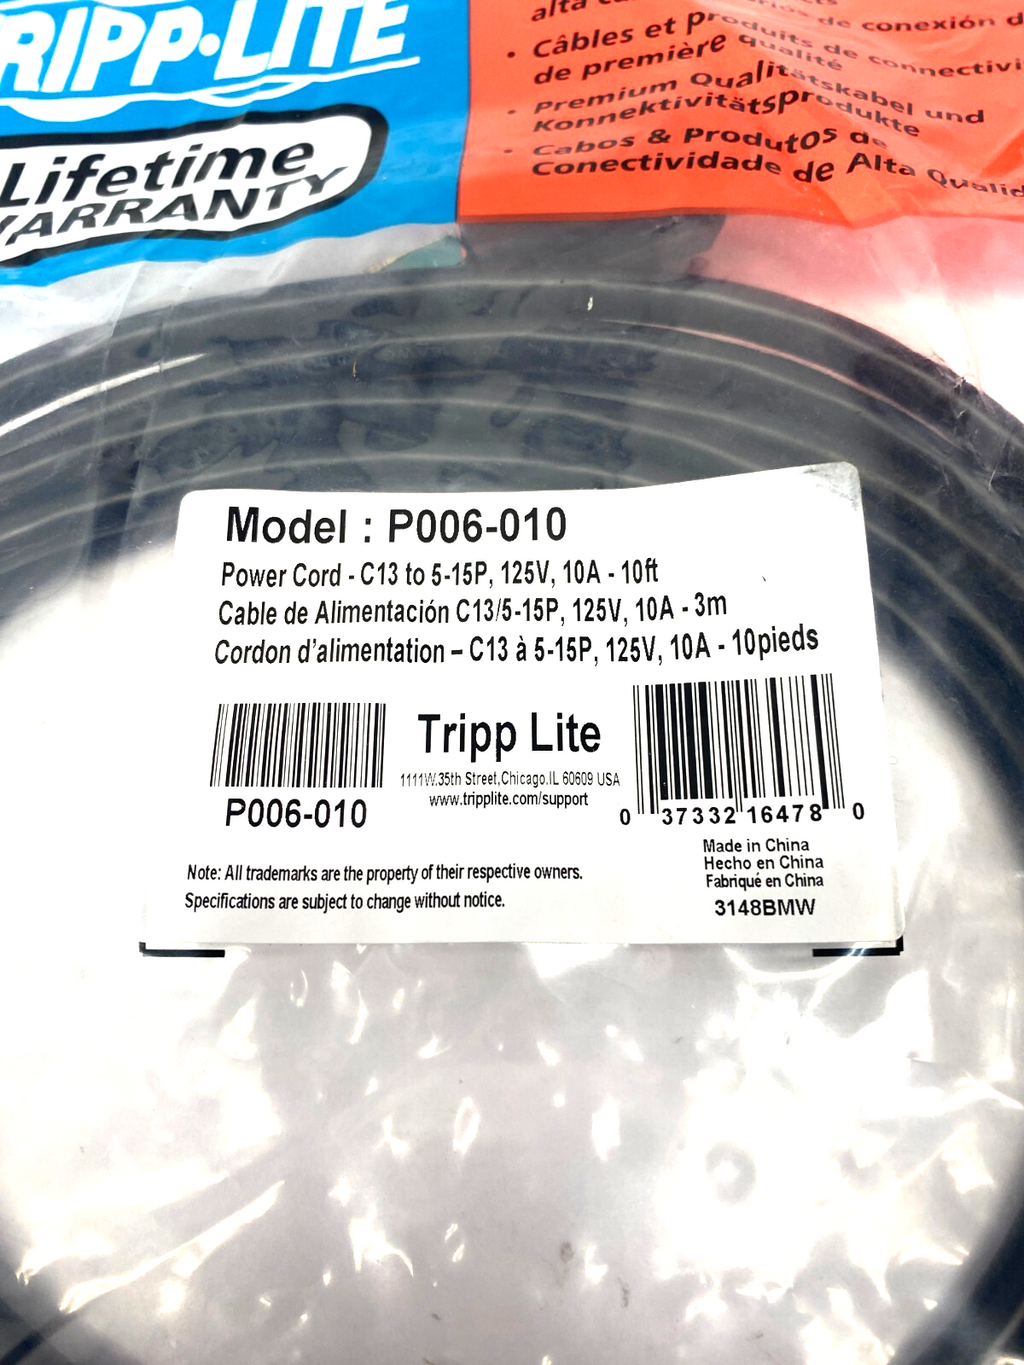 TRIPP·LITE
Lifetime
WARRANTY
alta
de conexión d
• Câbles et produits de connectivi
de première qualité
• Premium Qualitätskabel und
Konnektivitätsprodukte
• Cabos & Produtos de
Conectividade de Alta Qualid
Model : P006-010
Power Cord - C13 to 5-15P, 125V, 10A - 10ft
Cable de Alimentación C13/5-15P, 125V, 10A - 3m
Cordon d'alimentation – C13 à 5-15P, 125V, 10A - 10pieds
P006-010
Tripp Lite
1111W.35th Street,Chicago.IL 60609 USA
www.tripplite.com/support
0 37332 16478 0
Made in China
Hecho en China
Fabriqué en China
3148BMW
Note: All trademarks are the property of their respective owners.
Specifications are subject to change without notice.